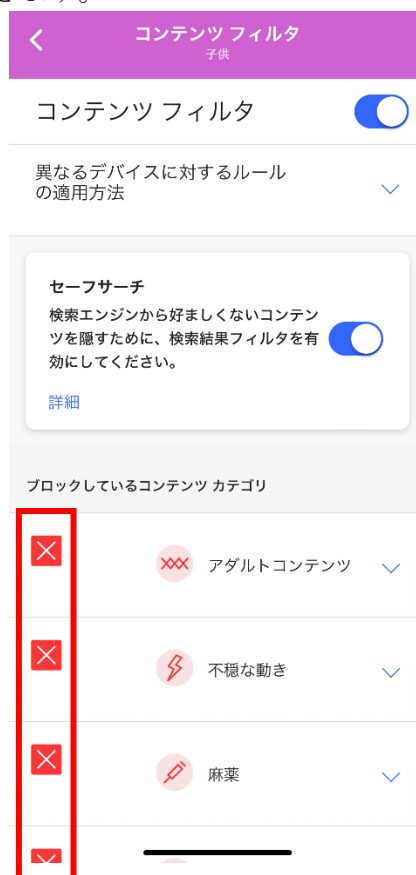 コンテンツ フィルタ
子供
コンテンツ フィルタ
異なるデバイスに対するルール
の適用方法
セーフサーチ
検索エンジンから好ましくないコンテン
ツを隠すために、検索結果フィルタを有
効にしてください。
詳細
ブロックしているコンテンツ カテゴリ
アダルトコンテンツ
不穏な動き
麻薬